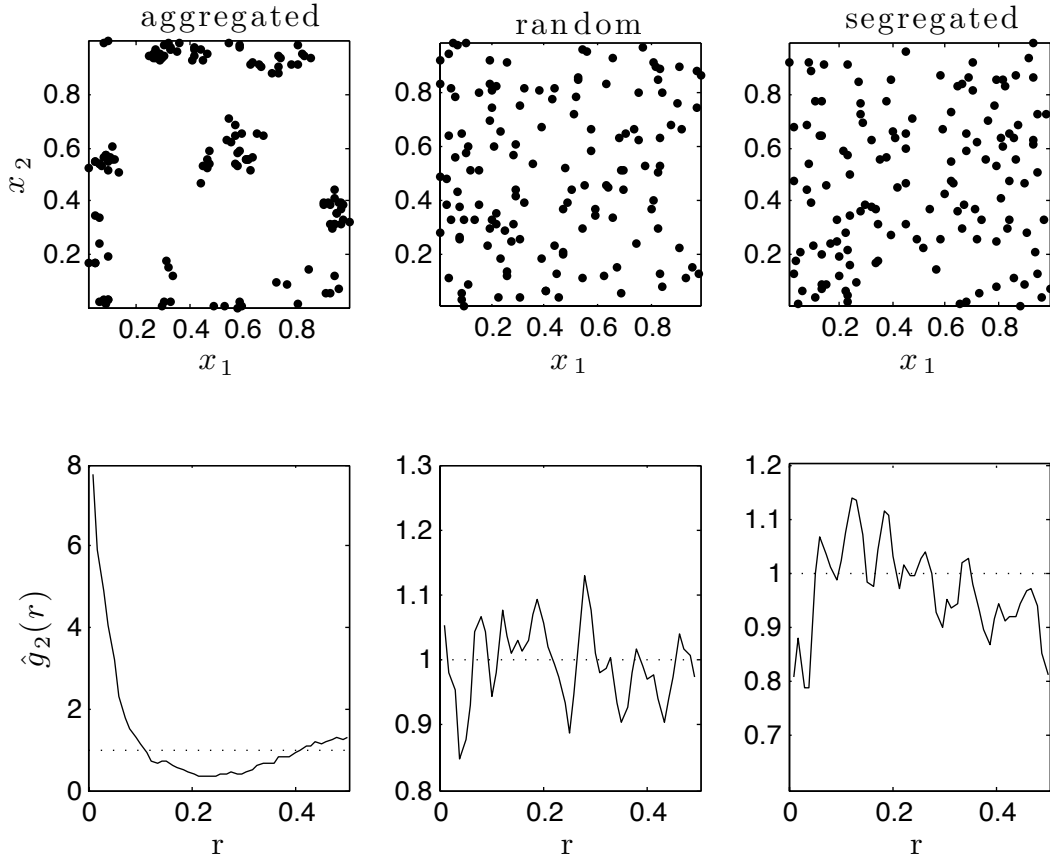 aggregated random segregated
0.8 0.8 0.8
0.6 0.6 0.6
0.4 0.4 0.4
0.2 0.2 0.2
x₂
0.2 0.4 0.6 0.8 0.2 0.4 0.6 0.8 0.2 0.4 0.6 0.8
x₁ x₁ x₁
8 1.3 1.2
6 1.2 1.1
4 1.1 1
2 1 0.9
0 0.9 0.8
0.8 0.7
ĝ₂(r)
0 0.2 0.4 0 0.2 0.4 0 0.2 0.4
r r r